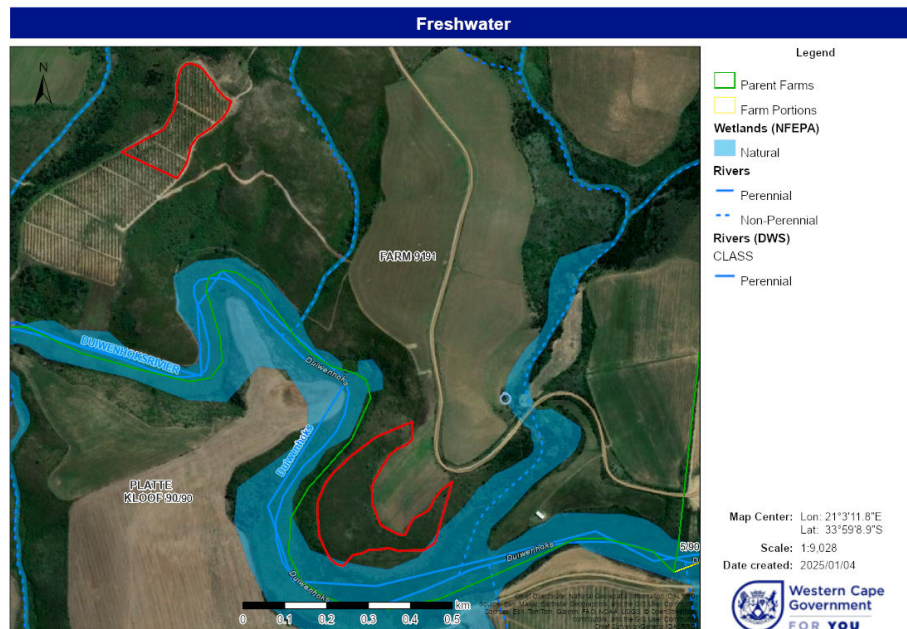 Freshwater
N
FARM 9191
DUIWENHOKSRIVIER
Duiwenhoks
Duiwenhoks
PLATTE
KLOOF 90/90
Duiwenhoks
Duiwenhoks
5/90
0 0.1 0.2 0.3 0.4 0.5 km
Legend
Parent Farms
Farm Portions
Wetlands (NFEPA)
Natural
Rivers
Perennial
Non-Perennial
Rivers (DWS)
CLASS
Perennial
Map Center: Lon: 21°3'11.8"E
Lat: 33°59'8.9"S
Scale: 1:9,028
Date created: 2025/01/04
Western Cape
Government
FOR YOU